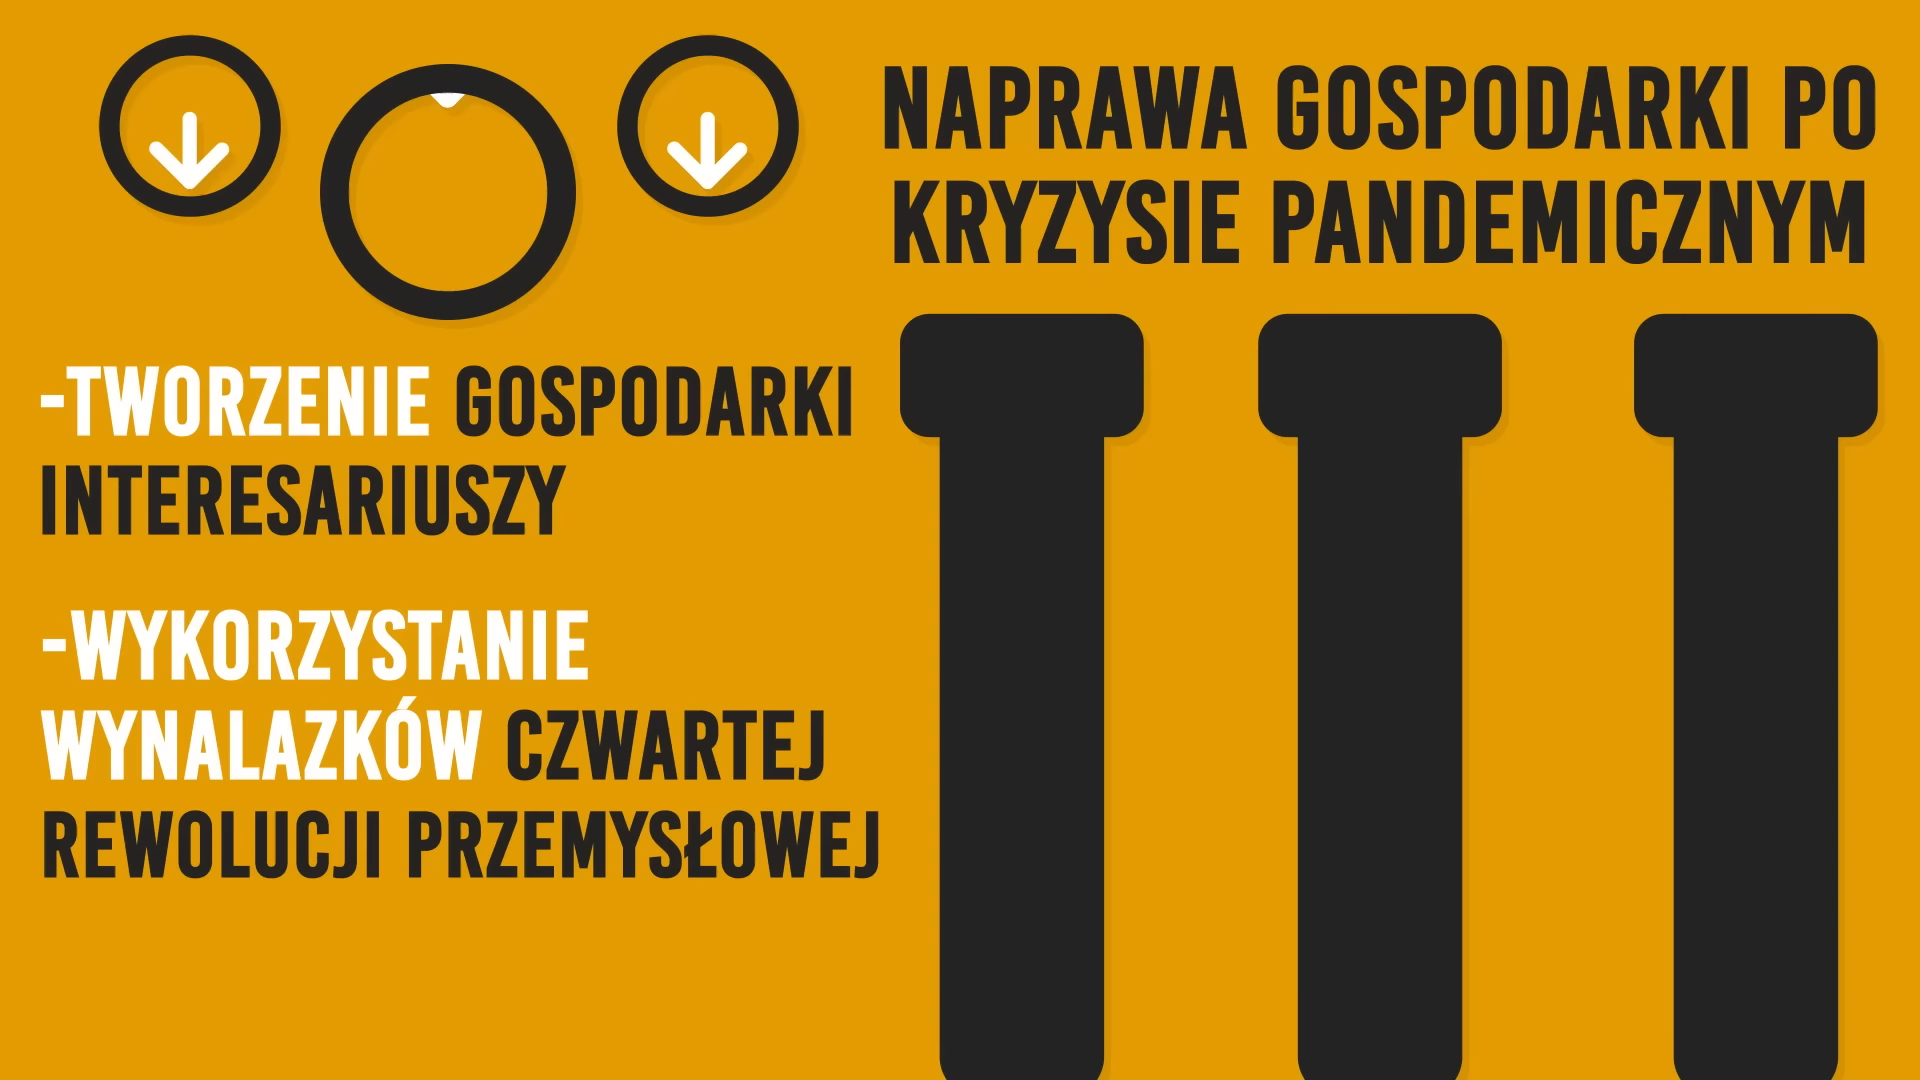 NAPRAWA GOSPODARKI PO
KRYZYSIE PANDEMICZNYM
-TWORZENIE GOSPODARKI
INTERESARIUSZY
-WYKORZYSTANIE
WYNALAZKÓW CZWARTEJ
REWOLUCJI PRZEMYSŁOWEJ